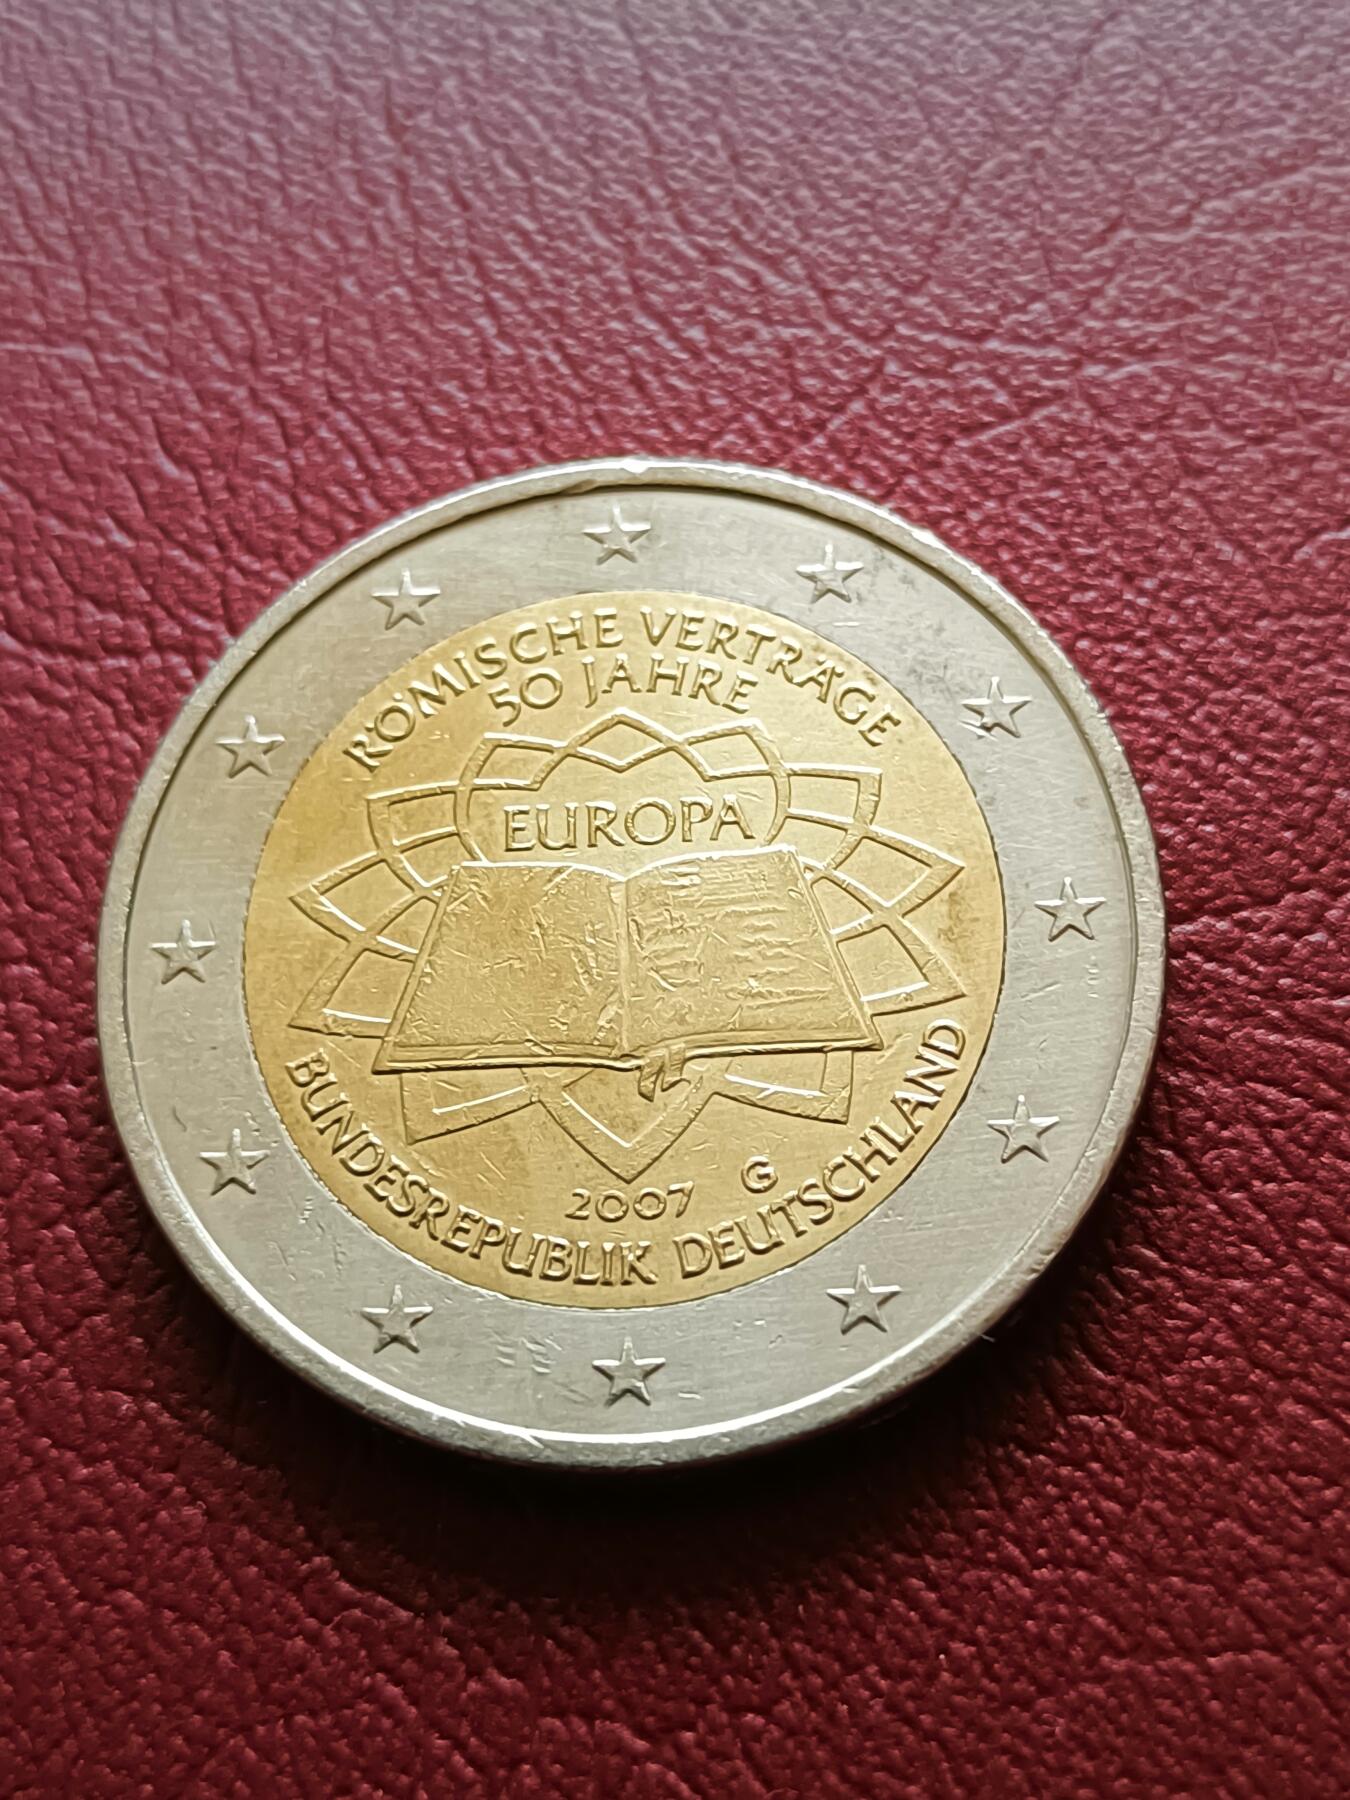 RÖMISCHE VERTRÄGE
50 JAHRE
EUROPA
2007 G
BUNDESREPUBLIK DEUTSCHLAND